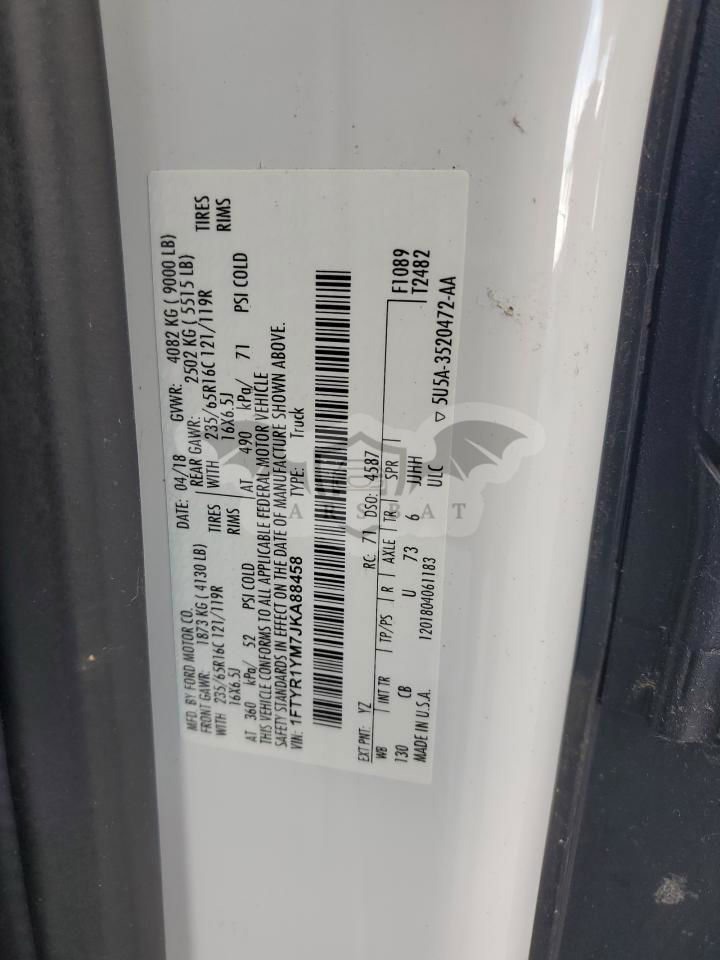 MFD. BY FORD MOTOR CO. DATE: 04/18 GVWR: 4082 KG ( 9000 LB)
FRONT GAWR: 1873 KG ( 4130 LB) REAR GAWR: 2502 KG ( 5515 LB)
WITH 235/65R16C 121/119R TIRES WITH 235/65R16C 121/119R TIRES
16X6.5J RIMS 16X6.5J RIMS
AT 360 kPa/ 52 PSI COLD AT 490 kPa/ 71 PSI COLD
THIS VEHICLE CONFORMS TO ALL APPLICABLE FEDERAL MOTOR VEHICLE
SAFETY STANDARDS IN EFFECT ON THE DATE OF MANUFACTURE SHOWN ABOVE.
VIN: 1FTYR1YM7JKA88458 TYPE: Truck
EXT PNT: YZ RC: 71 DSO: 4587
WB INT TR TP/PS R AXLE TR SPR F1089
130 CB U 73 6 JJHH T2482
MADE IN U.S.A. 1201804061183 ULC ▽ 5U5A-3520472-AA
CARSBAT